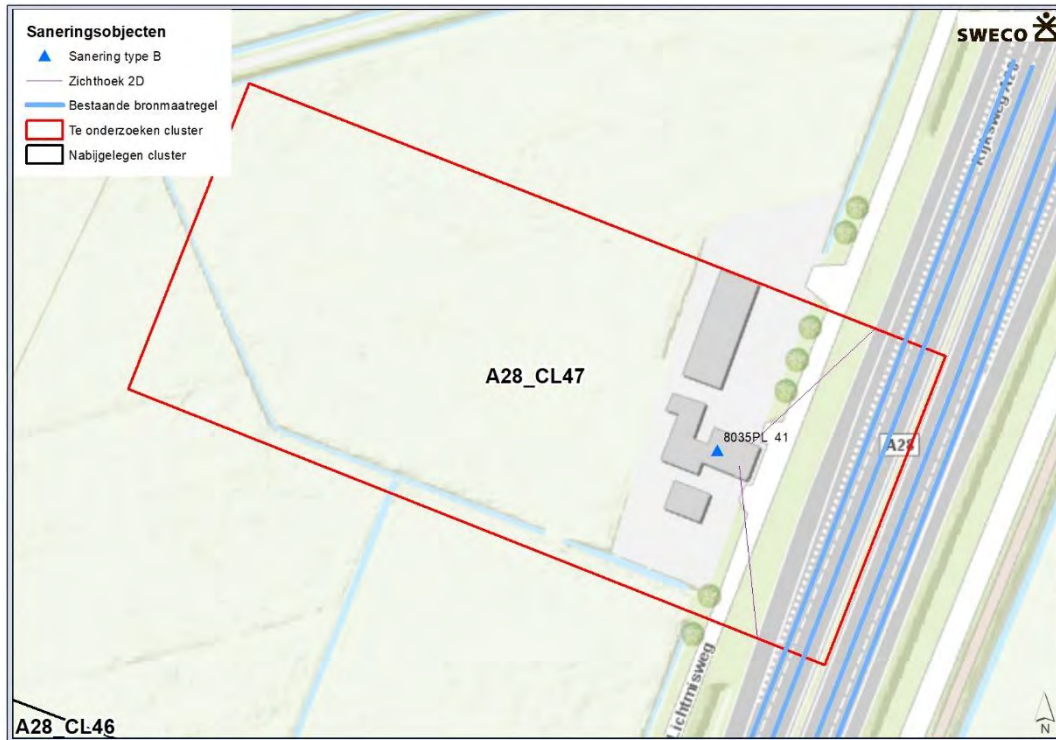 Saneringsobjecten
Sanering type B
Zichthoek 2D
Bestaande bronmaatregel
Te onderzoeken cluster
Nabijgelegen cluster
SWECO
Rijksweg A28
A28_CL47
8035PL 41
A28
Lichtmisweg
A28_CL46
N